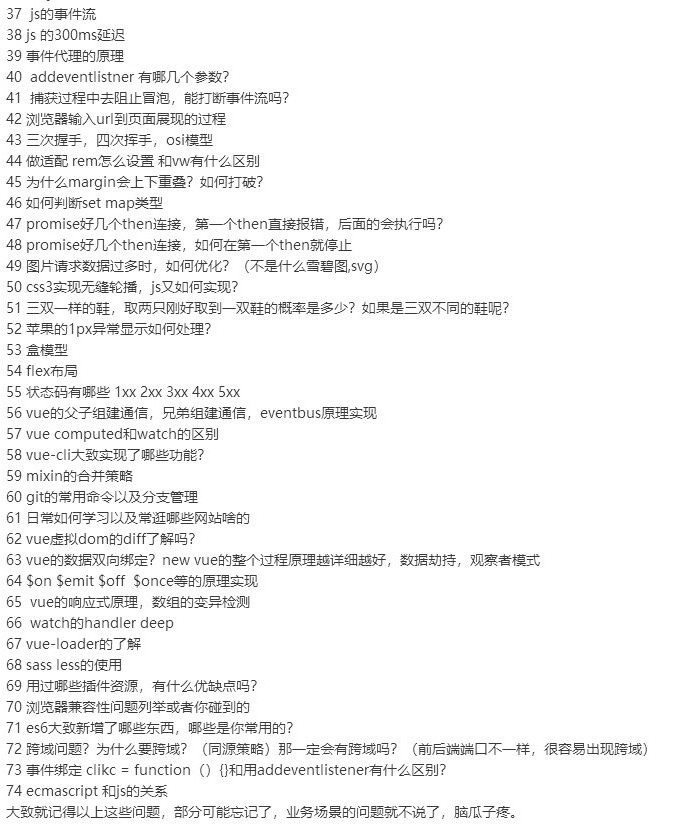 37  js的事件流
38 js 的300ms延迟
39 事件代理的原理
40  addeventlistner 有哪几个参数?
41  捕获过程中去阻止冒泡，能打断事件流吗?
42 浏览器输入url到页面展现的过程
43 三次握手，四次挥手，osi模型
44 做适配 rem怎么设置 和vw有什么区别
45 为什么margin会上下重叠？如何打破?
46 如何判断set map类型
47 promise好几个then连接，第一个then直接报错，后面的会执行吗?
48 promise好几个then连接，如何在第一个then就停止
49 图片请求数据过多时，如何优化? （不是什么雪碧图,svg）
50 css3实现无缝轮播，js又如何实现?
51 三双一样的鞋，取两只刚好取到一双鞋的概率是多少？如果是三双不同的鞋呢?
52 苹果的1px异常显示如何处理?
53 盒模型
54 flex布局
55 状态码有哪些 1xx 2xx 3xx 4xx 5xx
56 vue的父子组建通信，兄弟组建通信，eventbus原理实现
57 vue computed和watch的区别
58 vue-cli大致实现了哪些功能?
59 mixin的合并策略
60 git的常用命令以及分支管理
61 日常如何学习以及常逛哪些网站啥的
62 vue虚拟dom的diff了解吗?
63 vue的数据双向绑定？new vue的整个过程原理越详细越好，数据劫持，观察者模式
64 $on $emit $off  $once等的原理实现
65  vue的响应式原理，数组的变异检测
66  watch的handler deep
67 vue-loader的了解
68 sass less的使用
69 用过哪些插件资源，有什么优缺点吗?
70 浏览器兼容性问题列举或者你碰到的
71 es6大致新增了哪些东西，哪些是你常用的?
72 跨域问题？为什么要跨域? （同源策略）那一定会有跨域吗? （前后端端口不一样，很容易出现跨域）
73 事件绑定 clikc = function（）{}和用addeventlistener有什么区别?
74 ecmascript 和js的关系
大致就记得以上这些问题，部分可能忘记了，业务场景的问题就不说了，脑瓜子疼。